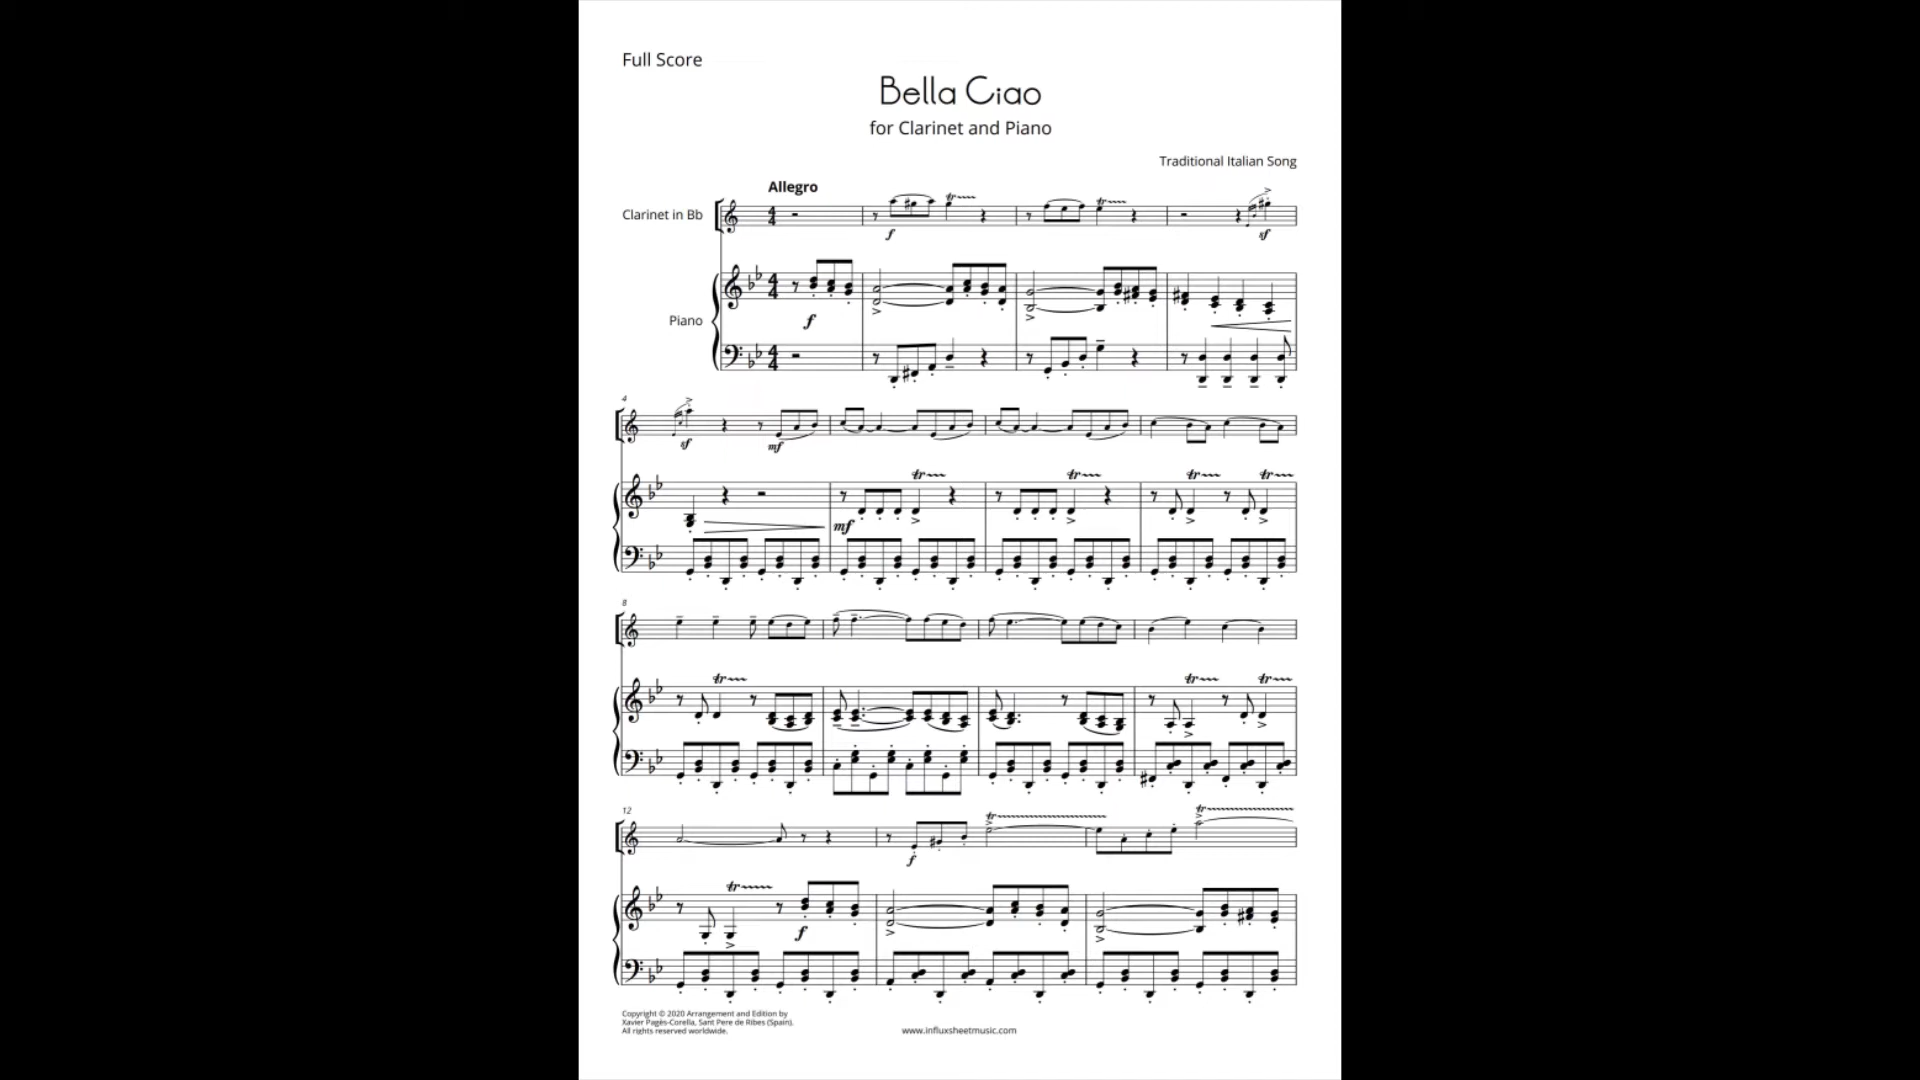 Full Score
Bella Ciao
for Clarinet and Piano
Traditional Italian Song
Allegro
Clarinet in Bb
f
sf
Piano
f
4
sf
mf
mf
8
12
f
f
Copyright © 2020 Arrangement and Edition by
Xavier Pagès-Corella, Sant Pere de Ribes (Spain).
All rights reserved worldwide.
www.influxsheetmusic.com